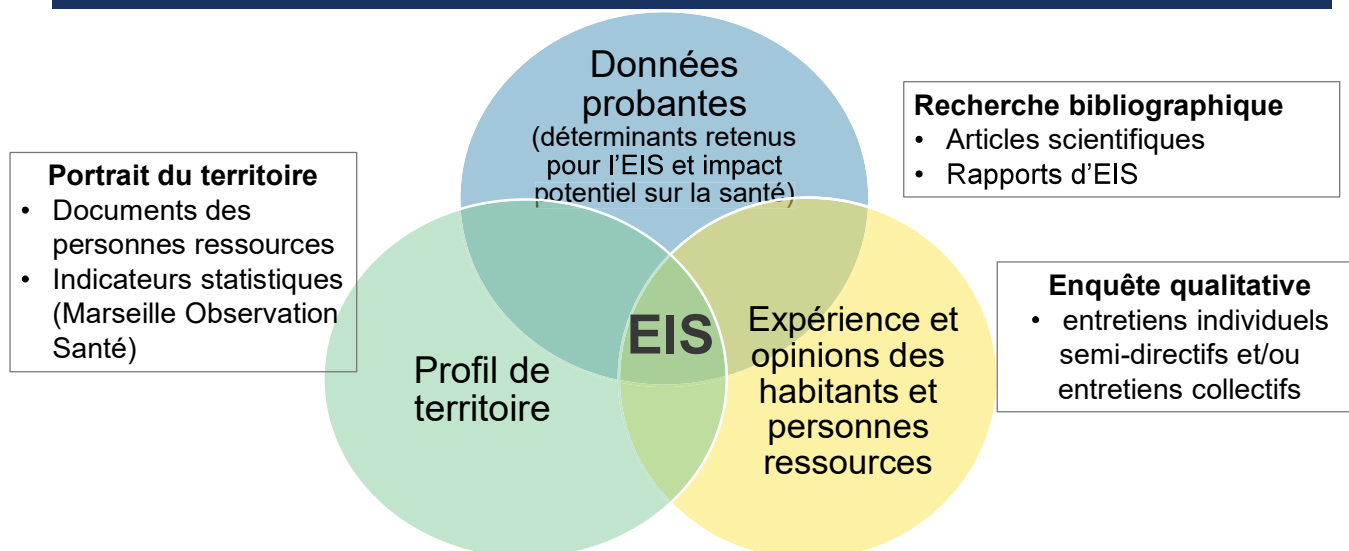 Données
probantes
(déterminants retenus
pour l’EIS et impact
potentiel sur la santé)
Recherche bibliographique
• Articles scientifiques
• Rapports d’EIS
Portrait du territoire
• Documents des
personnes ressources
• Indicateurs statistiques
(Marseille Observation
Santé)
Enquête qualitative
• entretiens individuels
semi-directifs et/ou
entretiens collectifs
EIS
Profil de
territoire
Expérience et
opinions des
habitants et
personnes
ressources